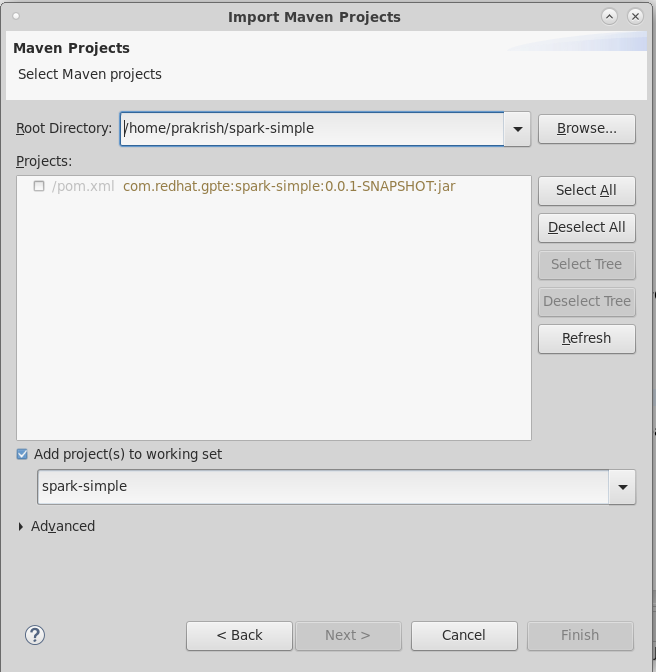 Import Maven Projects
Maven Projects
Select Maven projects
Root Directory: /home/prakrish/spark-simple Browse...
Projects:
/pom.xml com.redhat.gpte:spark-simple:0.0.1-SNAPSHOT:jar
Select All
Deselect All
Select Tree
Deselect Tree
Refresh
Add project(s) to working set
spark-simple
Advanced
? < Back Next > Cancel Finish